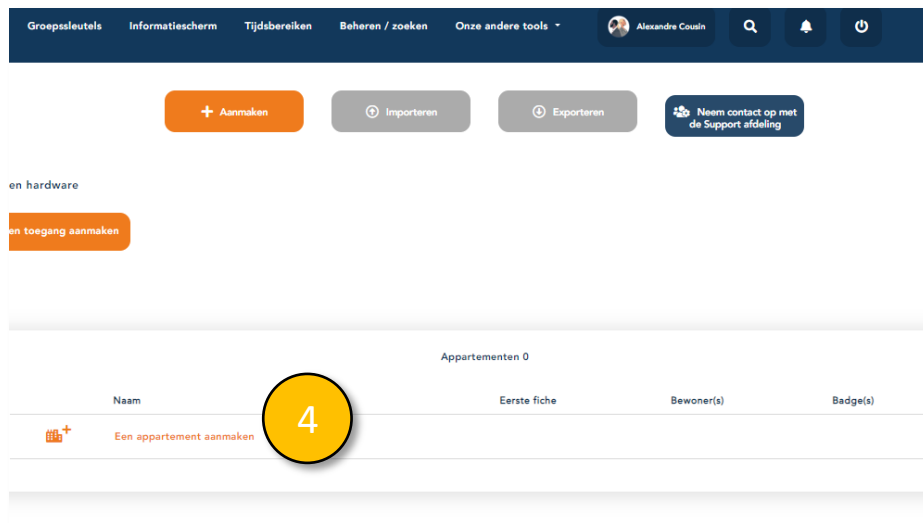 Groepssleutels Informatiescherm Tijdsbereiken Beheren / zoeken Onze andere tools Alexandre Cousin
Aanmaken Importeren Exporteren Neem contact op met
de Support afdeling
en hardware
en toegang aanmaken
Appartementen 0
Naam Eerste fiche Bewoner(s) Badge(s)
Een appartement aanmaken
4